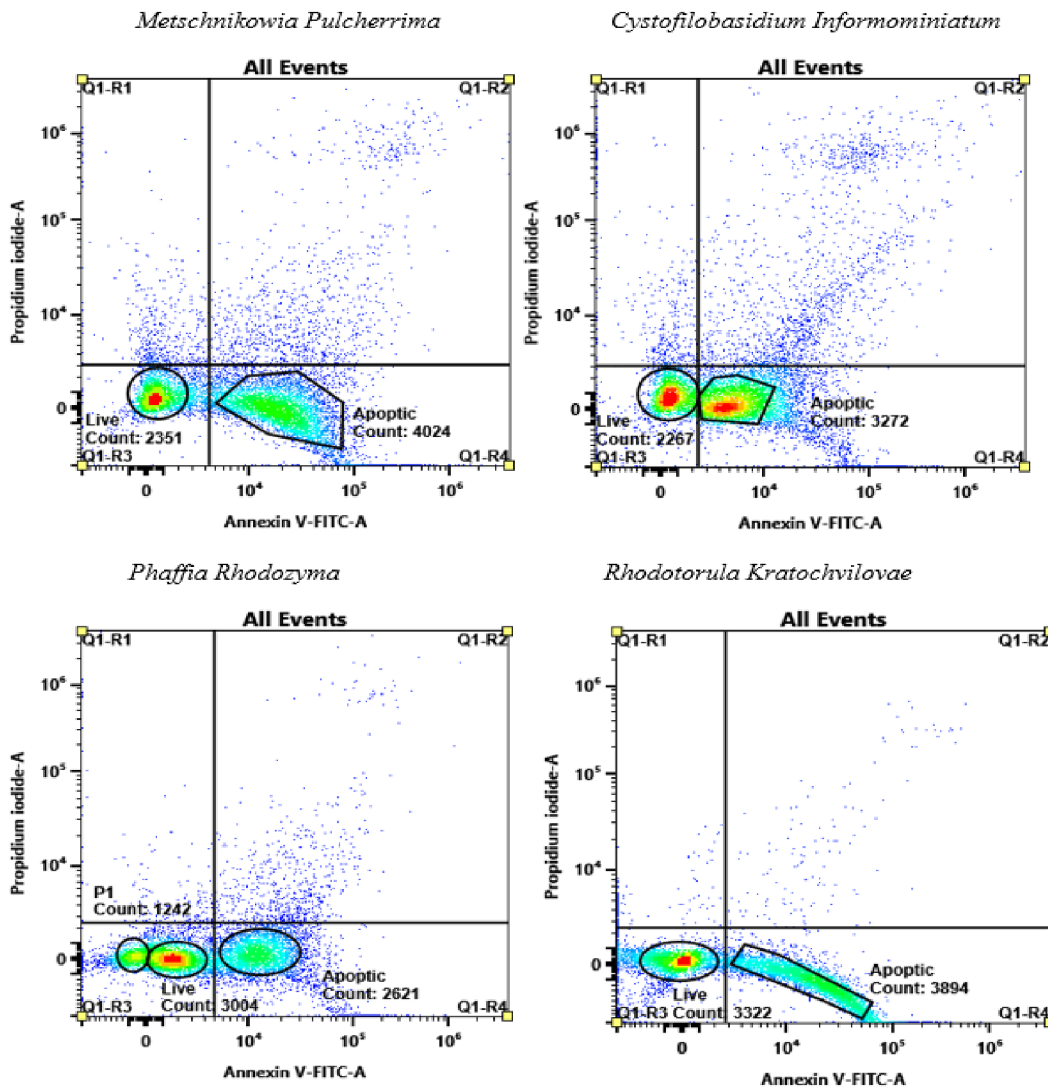 Metschnikowia Pulcherrima
All Events
Q1-R1
Q1-R2
Propidium iodide-A
10⁶
10⁵
10⁴
0
Live
Count: 2351
Apoptic
Count: 4024
Q1-R3
Q1-R4
0
10⁴
10⁵
10⁶
Annexin V-FITC-A
Cystofilobasidium Informominiatum
All Events
Q1-R1
Q1-R2
Propidium iodide-A
10⁶
10⁵
10⁴
0
Live
Count: 2267
Apoptic
Count: 3272
Q1-R3
Q1-R4
0
10⁴
10⁵
10⁶
Annexin V-FITC-A
Phaffia Rhodozyma
All Events
Q1-R1
Q1-R2
Propidium iodide-A
10⁶
10⁵
10⁴
0
P1
Count: 1242
Live
Count: 3004
Apoptic
Count: 2621
Q1-R3
Q1-R4
0
10⁴
10⁵
10⁶
Annexin V-FITC-A
Rhodotorula Kratochvilovae
All Events
Q1-R1
Q1-R2
Propidium iodide-A
10⁶
10⁵
10⁴
0
Apoptic
Count: 3894
Live
Count: 3322
Q1-R3
Q1-R4
0
10⁴
10⁵
10⁶
Annexin V-FITC-A